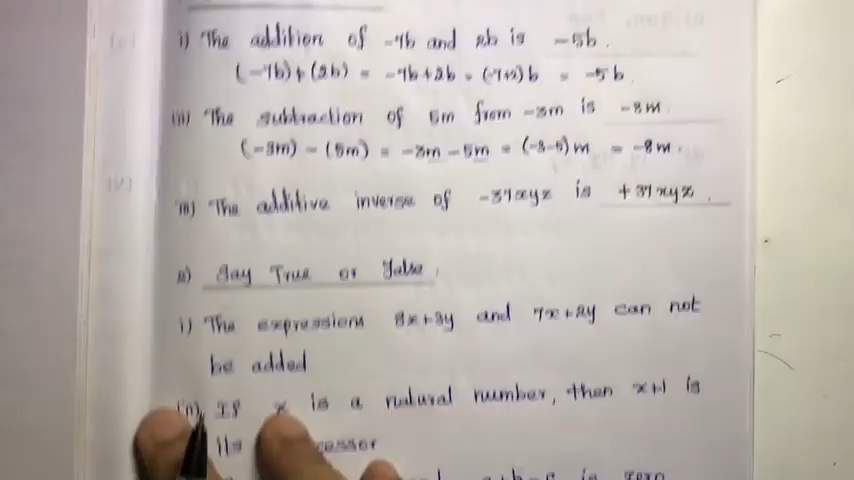 i) The addition of -7b and 2b is -5b.
(-7b)+(2b) = -7b+2b = (-7+2)b = -5b.
ii) The subtraction of 5m from -3m is -8m
(-3m) - (5m) = -3m - 5m = (-3-5)m = -8m.
iii) The additive inverse of -37xyz is +37xyz.
2) Say True or False.
i) The expressions 8x+3y and 7x+2y can not
be added
(ii) If x is a natural number, then x+1 is
its
is zero